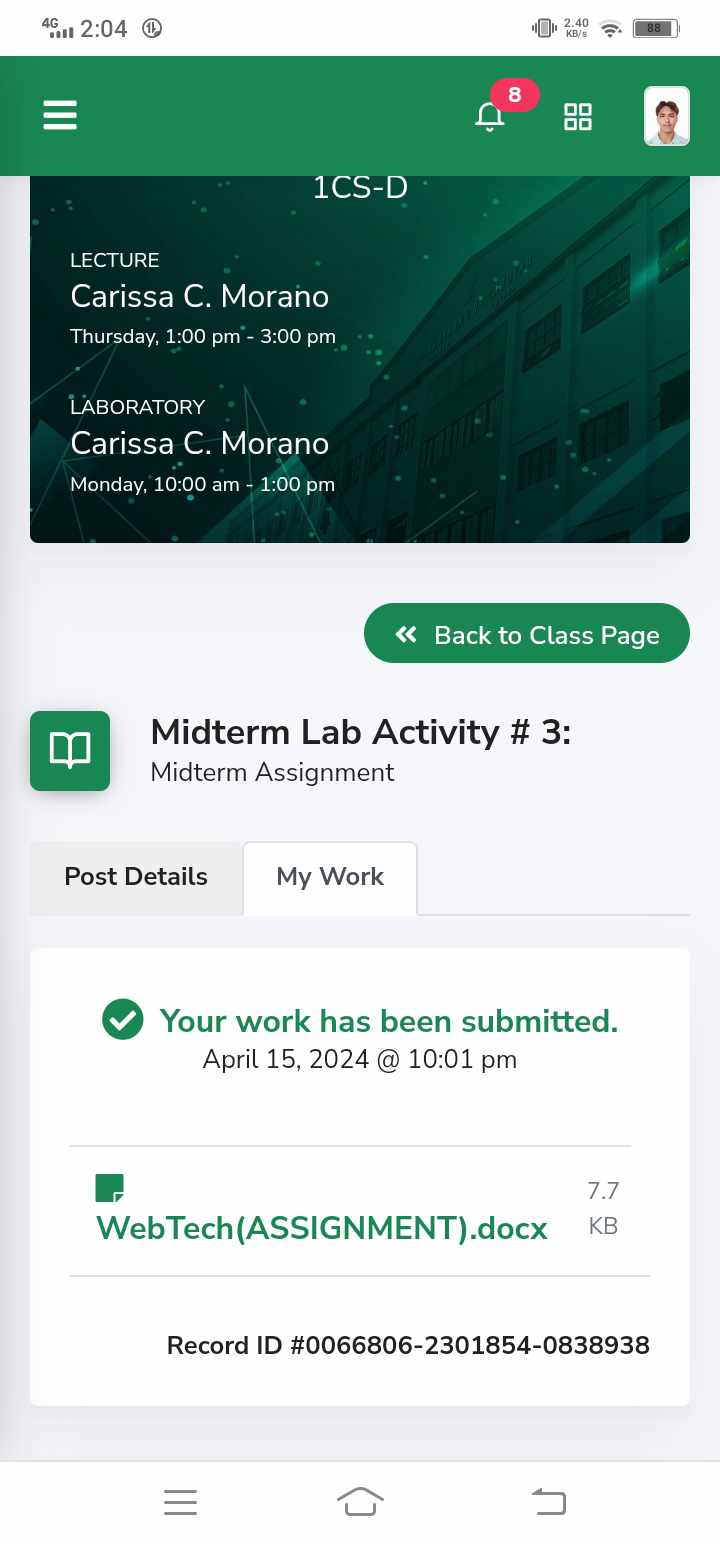 4G 2:04 2.40 KB/s 88
8
1CS-D
LECTURE
Carissa C. Morano
Thursday, 1:00 pm - 3:00 pm
LABORATORY
Carissa C. Morano
Monday, 10:00 am - 1:00 pm
Back to Class Page
Midterm Lab Activity # 3:
Midterm Assignment
Post Details My Work
Your work has been submitted.
April 15, 2024 @ 10:01 pm
WebTech(ASSIGNMENT).docx 7.7 KB
Record ID #0066806-2301854-0838938